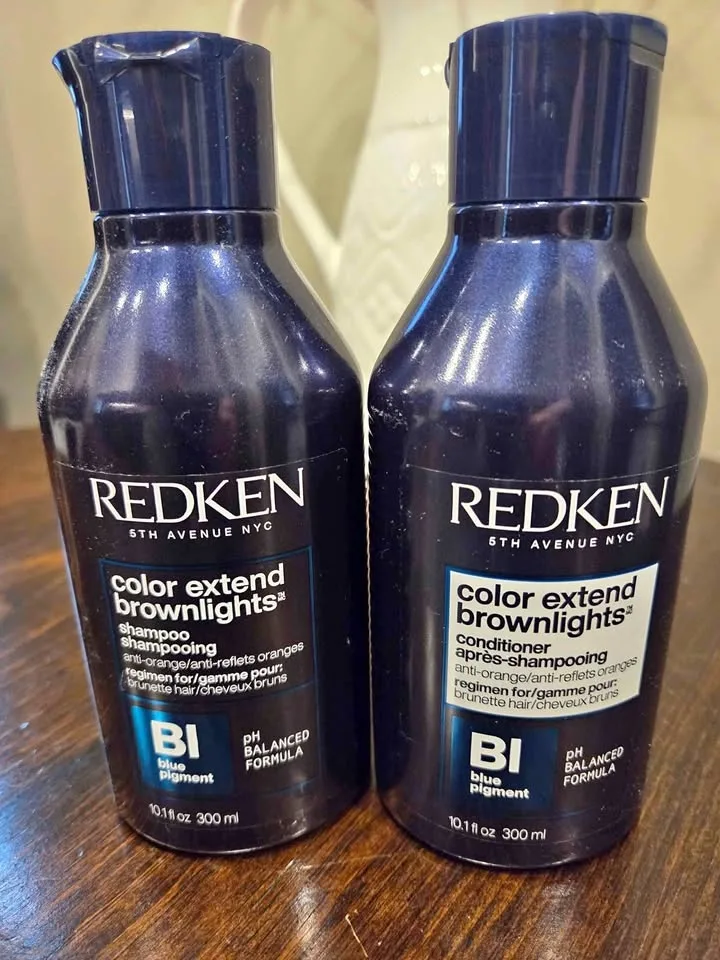 REDKEN
5TH AVENUE NYC
color extend
brownlights™
shampoo
shampooing
anti-orange/anti-reflets oranges
regimen for/gamme pour:
brunette hair/cheveux bruns
BI
blue
pigment
pH
BALANCED
FORMULA
10.1 fl oz 300 ml
REDKEN
5TH AVENUE NYC
color extend
brownlights
conditioner
après-shampooing
anti-orange/anti-reflets oranges
regimen for/gamme pour:
brunette hair/cheveux bruns
BI
blue
pigment
pH
BALANCED
FORMULA
10.1 fl oz 300 ml